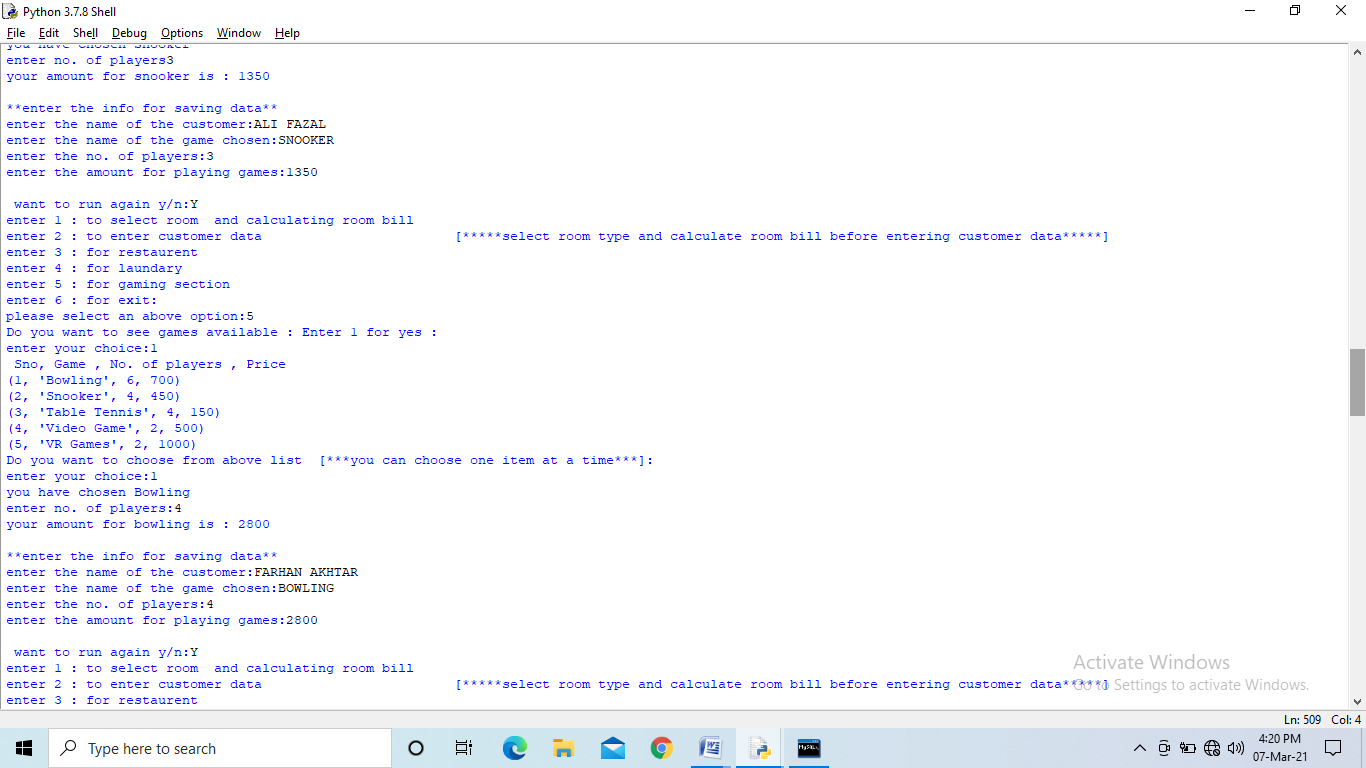 Python 3.7.8 Shell
File Edit Shell Debug Options Window Help
you have chosen Snooker
enter no. of players3
your amount for snooker is : 1350
**enter the info for saving data**
enter the name of the customer:ALI FAZAL
enter the name of the game chosen:SNOOKER
enter the no. of players:3
enter the amount for playing games:1350
want to run again y/n:Y
enter 1 : to select room  and calculating room bill
enter 2 : to enter customer data [*****select room type and calculate room bill before entering customer data*****]
enter 3 : for restaurent
enter 4 : for laundary
enter 5 : for gaming section
enter 6 : for exit:
please select an above option:5
Do you want to see games available : Enter 1 for yes :
enter your choice:1
Sno, Game , No. of players , Price
(1, 'Bowling', 6, 700)
(2, 'Snooker', 4, 450)
(3, 'Table Tennis', 4, 150)
(4, 'Video Game', 2, 500)
(5, 'VR Games', 2, 1000)
Do you want to choose from above list  [***you can choose one item at a time***]:
enter your choice:1
you have chosen Bowling
enter no. of players:4
your amount for bowling is : 2800
**enter the info for saving data**
enter the name of the customer:FARHAN AKHTAR
enter the name of the game chosen:BOWLING
enter the no. of players:4
enter the amount for playing games:2800
want to run again y/n:Y
enter 1 : to select room  and calculating room bill
enter 2 : to enter customer data [*****select room type and calculate room bill before entering customer data*****]
enter 3 : for restaurent
Activate Windows
Go to Settings to activate Windows.
Ln: 509 Col: 4
Type here to search
MySQL
4:20 PM
07-Mar-21